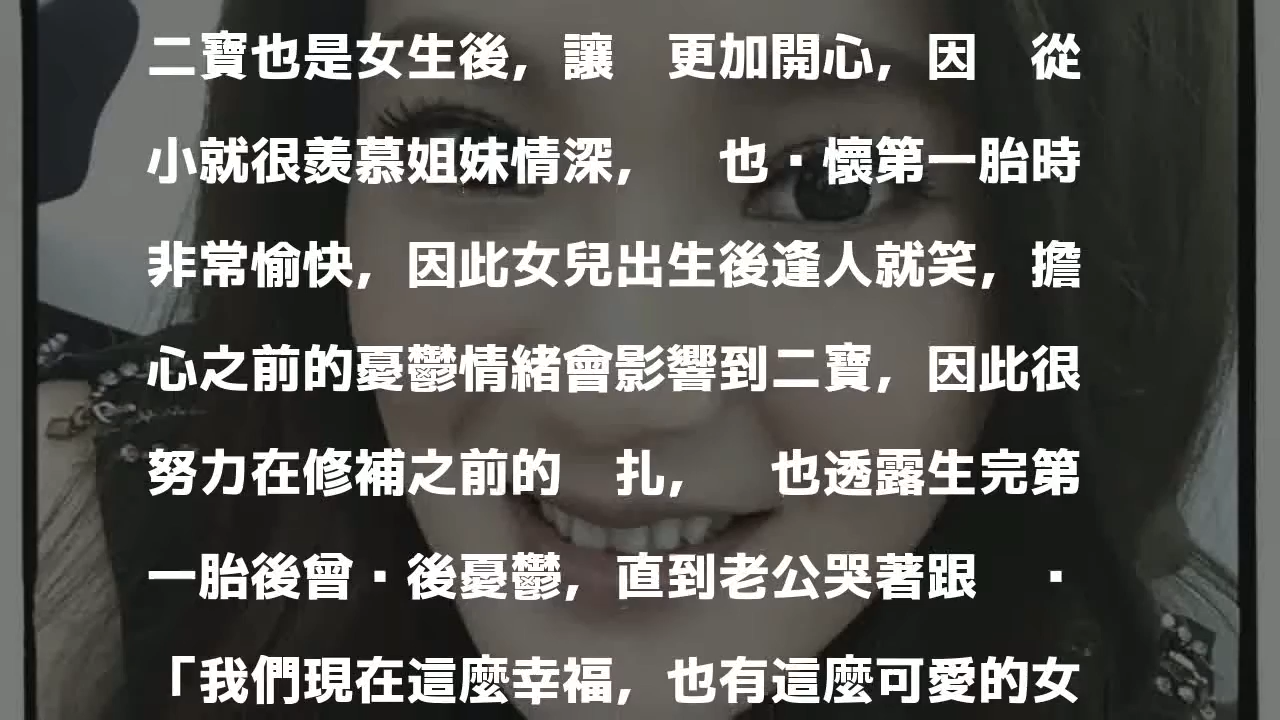 二寶也是女生後，讓　更加開心，因　從
小就很羨慕姐妹情深，　也·懷第一胎時
非常愉快，因此女兒出生後逢人就笑，擔
心之前的憂鬱情緒會影響到二寶，因此很
努力在修補之前的　扎，　也透露生完第
一胎後曾·後憂鬱，直到老公哭著跟　·
「我們現在這麼幸福，也有這麼可愛的女